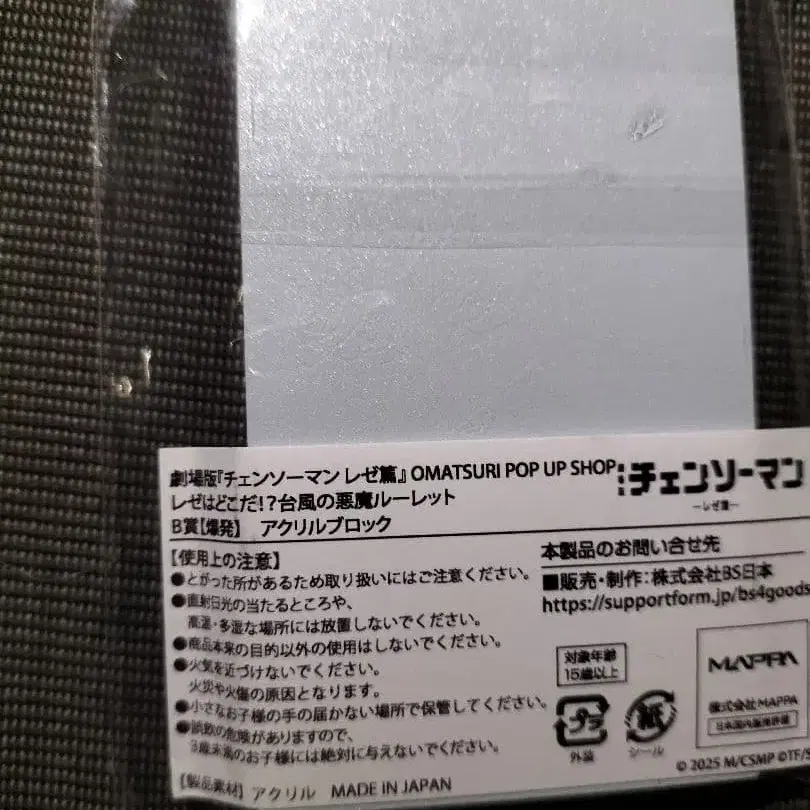 劇場版『チェンソーマン レゼ篇』OMATSURI POP UP SHOP
レゼはどこだ!?台風の悪魔ルーレット
B賞【爆発】 アクリルブロック
【使用上の注意】
●とがった所があるため取り扱いにはご注意ください。
●直射日光の当たるところや、
高温・多湿な場所には放置しないでください。
●商品本来の目的以外の使用はしないでください。
●火気を近づけないでください。
火災や火傷の原因となります。
●小さなお子様の手の届かない場所で保管してください。
●誤飲の危険がありますので、
3歳未満のお子様には絶対に与えないでください。
【製品素材】アクリル MADE IN JAPAN
チェンソーマン
ーレゼ篇ー
本製品のお問い合せ先
■販売・制作:株式会社BS日本
https://supportform.jp/bs4goods
対象年齢
15歳以上
プラ
外装
紙
シール
MAPPA
株式会社MAPPA
日本国内販売許諾
© 2025 M/CSMP ©TF/S